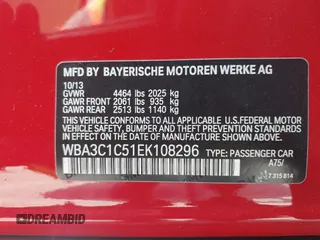 MFD BY BAYERISCHE MOTOREN WERKE AG
10/13
GVWR 4464 lbs 2025 kg
GAWR FRONT 2061 lbs 935 kg
GAWR REAR 2513 lbs 1140 kg
THIS VEHICLE CONFORMS TO ALL APPLICABLE U.S.FEDERAL MOTOR
VEHICLE SAFETY, BUMPER, AND THEFT PREVENTION STANDARDS
IN EFFECT ON THE DATE OF MANUFACTURE SHOWN ABOVE.
WBA3C1C51EK108296 TYPE: PASSENGER CAR
A75/
7 315 814
DREAMBID